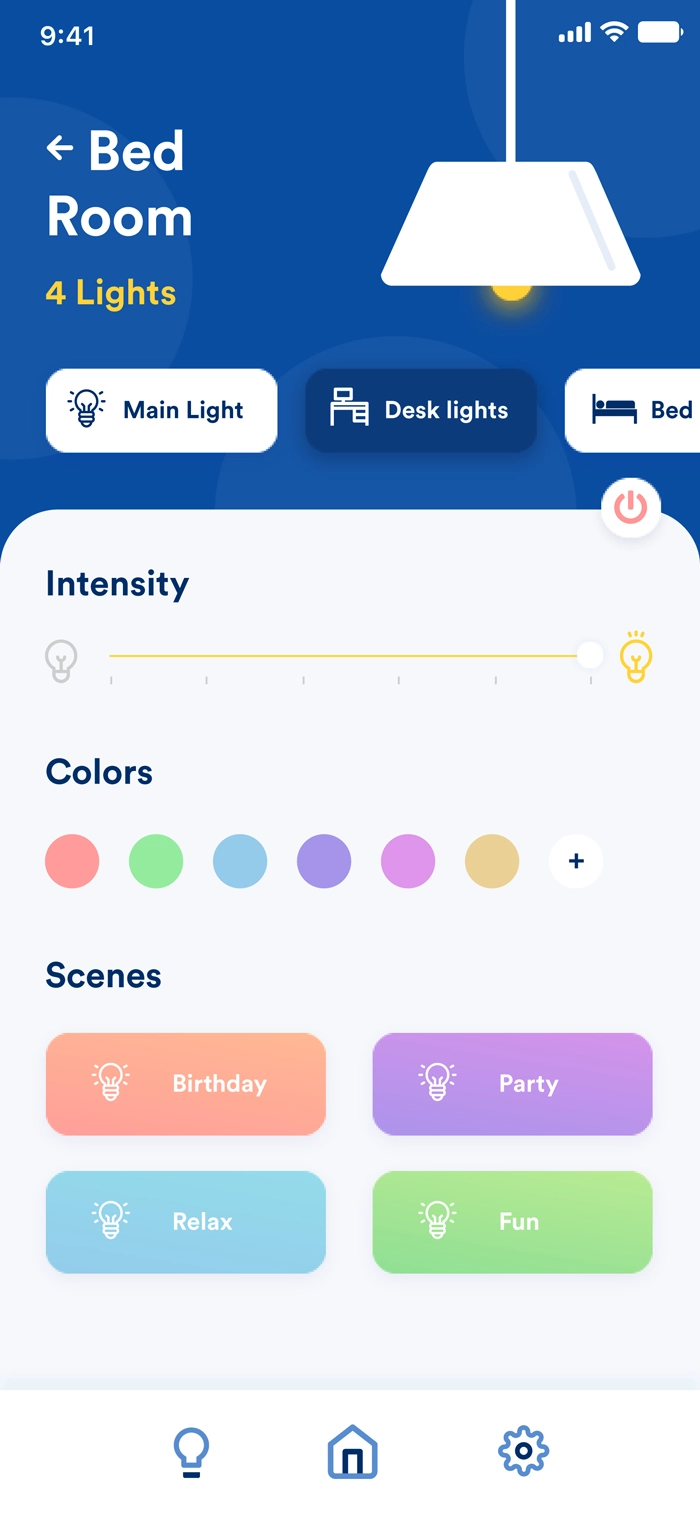 9:41
← Bed
Room
4 Lights
Main Light
Desk lights
Bed
Intensity
Colors
+
Scenes
Birthday
Party
Relax
Fun